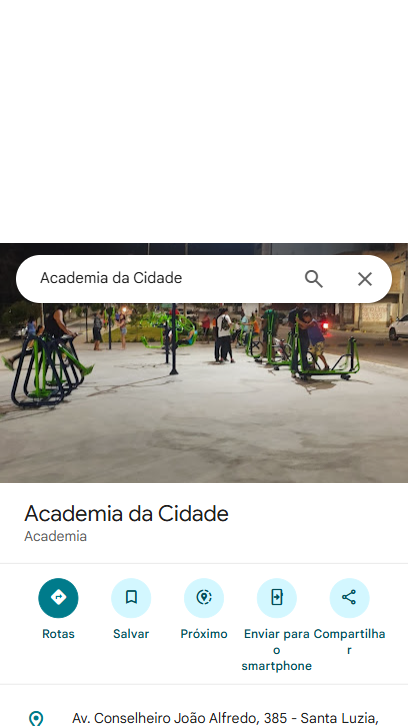 Academia da Cidade
Academia da Cidade
Academia
Rotas
Salvar
Próximo
Enviar para
o
smartphone
Compartilha
r
Av. Conselheiro João Alfredo, 385 - Santa Luzia,